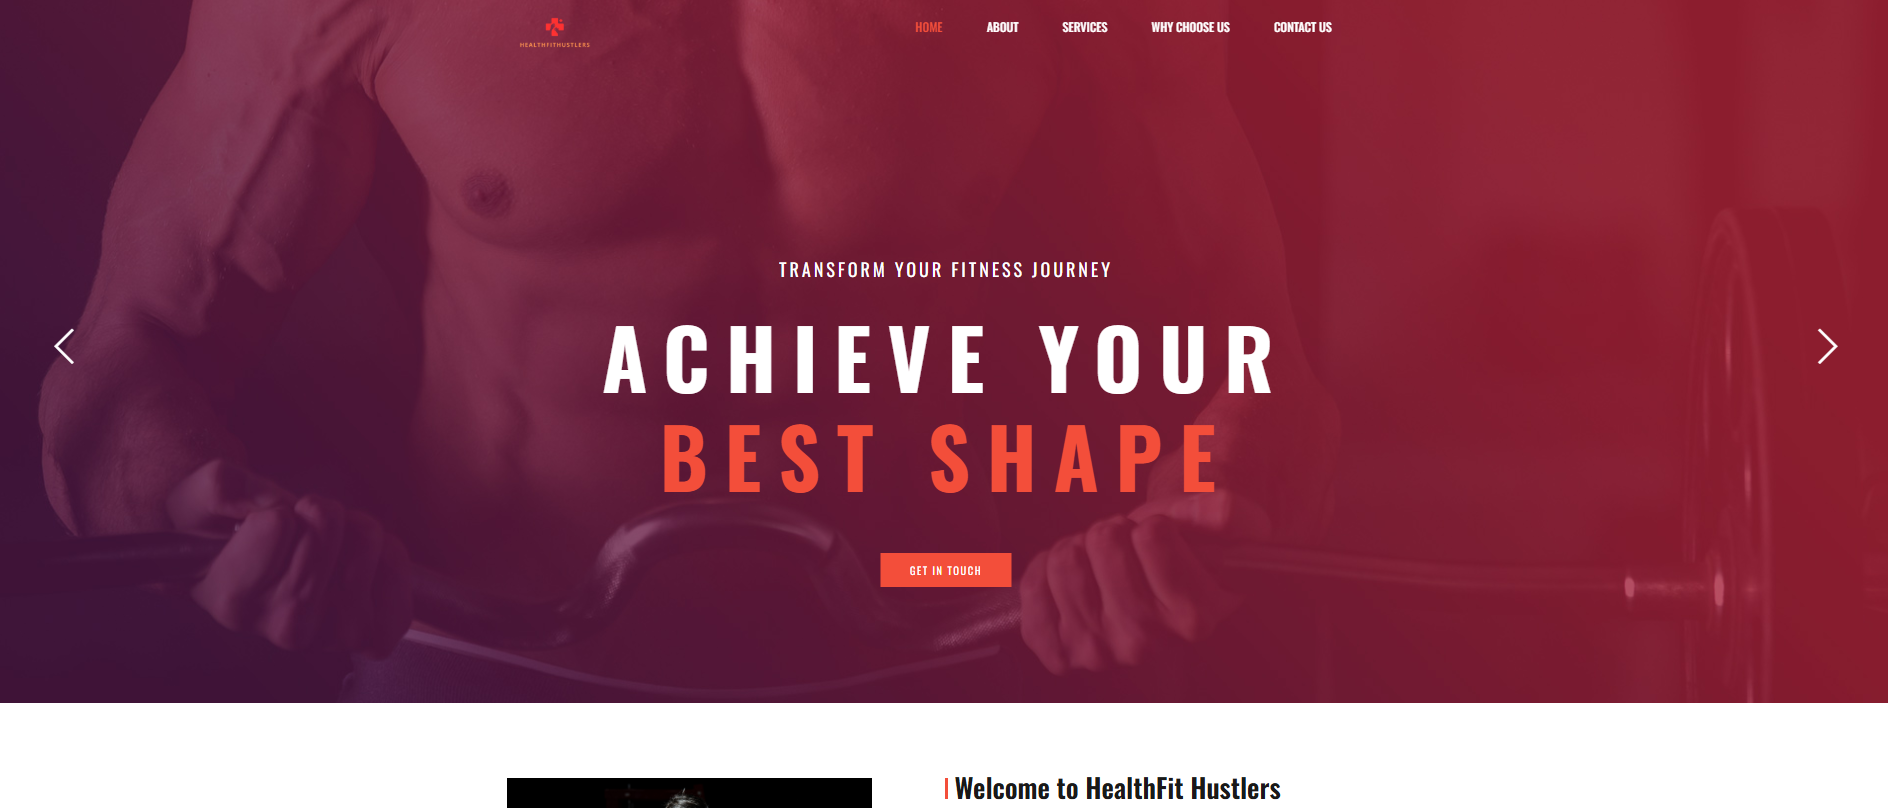 HEALTHFITHUSTLERS
HOME ABOUT SERVICES WHY CHOOSE US CONTACT US
TRANSFORM YOUR FITNESS JOURNEY
ACHIEVE YOUR
BEST SHAPE
GET IN TOUCH
Welcome to HealthFit Hustlers